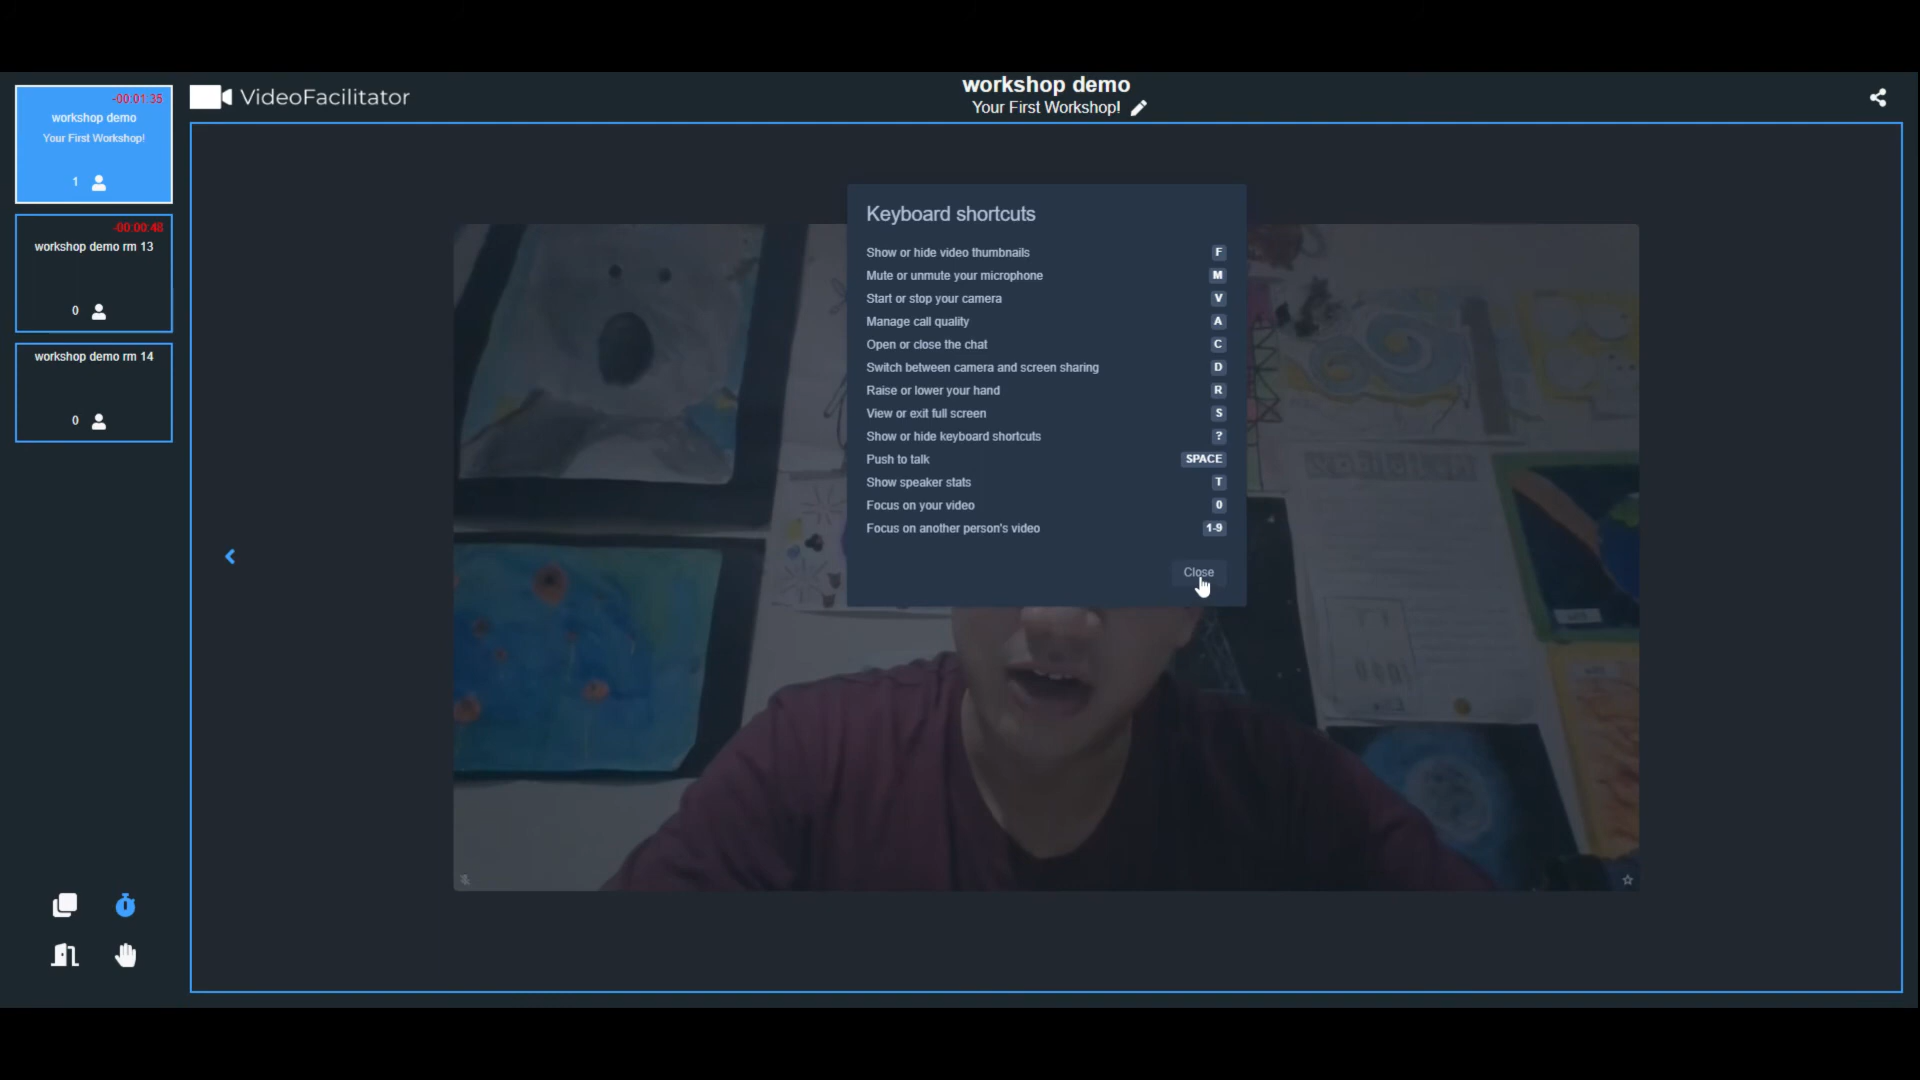 -00:01:35
workshop demo
Your First Workshop!
1
-00:00:48
workshop demo rm 13
0
workshop demo rm 14
0
VideoFacilitator
workshop demo
Your First Workshop!
Keyboard shortcuts
Show or hide video thumbnails F
Mute or unmute your microphone M
Start or stop your camera V
Manage call quality A
Open or close the chat C
Switch between camera and screen sharing D
Raise or lower your hand R
View or exit full screen S
Show or hide keyboard shortcuts ?
Push to talk SPACE
Show speaker stats T
Focus on your video 0
Focus on another person's video 1-9
Close